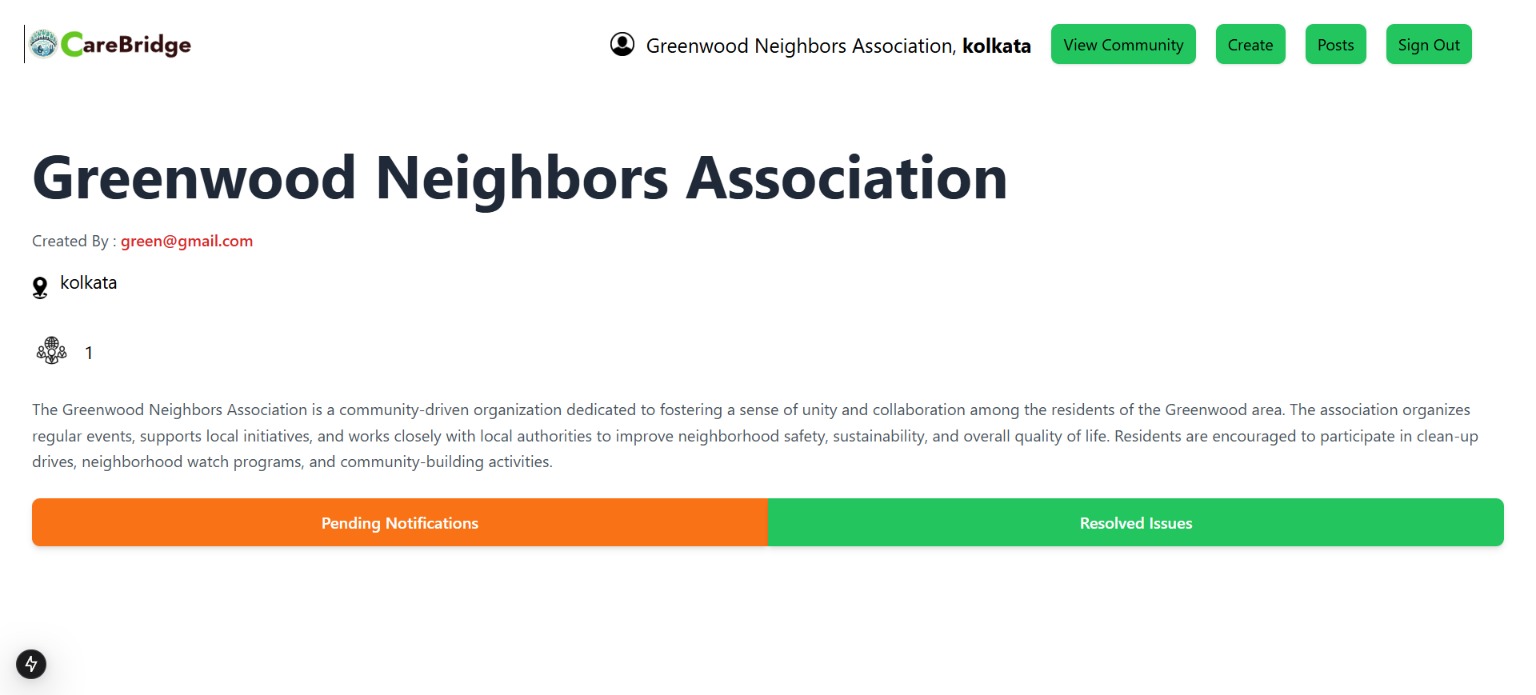 CareBridge
Greenwood Neighbors Association, kolkata
View Community
Create
Posts
Sign Out
Greenwood Neighbors Association
Created By : green@gmail.com
kolkata
1
The Greenwood Neighbors Association is a community-driven organization dedicated to fostering a sense of unity and collaboration among the residents of the Greenwood area. The association organizes
regular events, supports local initiatives, and works closely with local authorities to improve neighborhood safety, sustainability, and overall quality of life. Residents are encouraged to participate in clean-up
drives, neighborhood watch programs, and community-building activities.
Pending Notifications
Resolved Issues